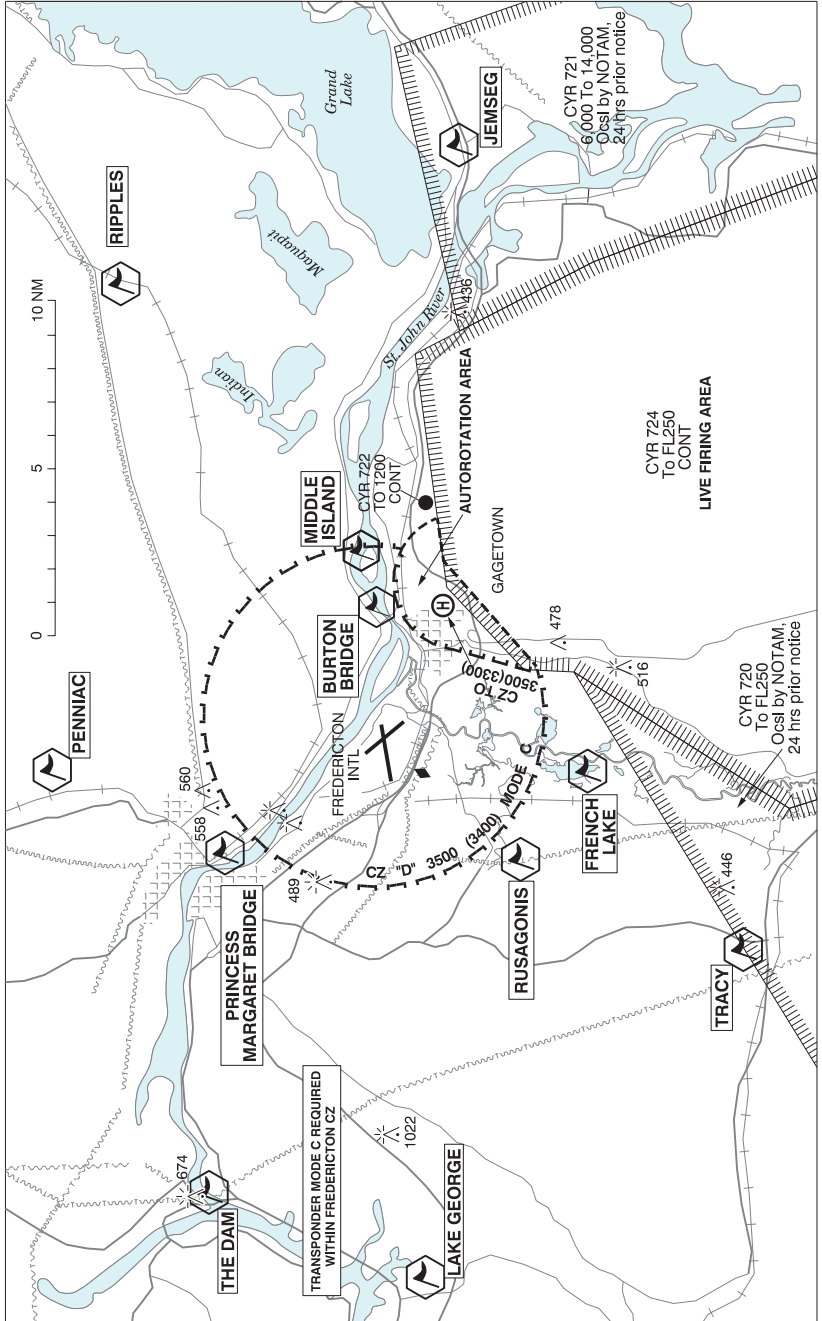 PENNIAC
RIPPLES
0
5
10 NM
Grand
Lake
Maquapit
Indian
St. John River
JEMSEG
CYR 721
6,000 To 14,000
Ocsl by NOTAM,
24 hrs prior notice
436
MIDDLE
ISLAND
CYR 722
TO 1200
CONT
BURTON
BRIDGE
AUTOROTATION AREA
H
GAGETOWN
CYR 724
To FL250
CONT
LIVE FIRING AREA
478
516
CZ TO
3500(3300)
FREDERICTON
INTL
560
558
489
CZ "D" 3500 (3400) MODE C
PRINCESS
MARGARET BRIDGE
RUSAGONIS
FRENCH
LAKE
CYR 720
To FL250
Ocsl by NOTAM,
24 hrs prior notice
446
TRACY
674
THE DAM
TRANSPONDER MODE C REQUIRED
WITHIN FREDERICTON CZ
1022
LAKE GEORGE